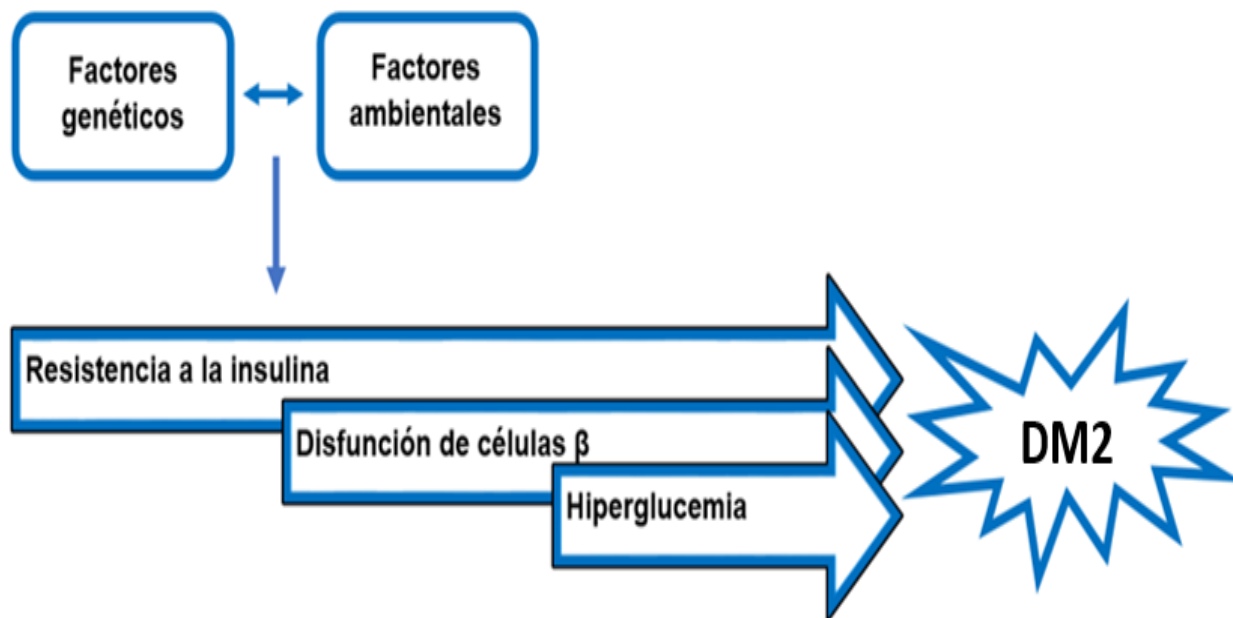 Factores
genéticos
Factores
ambientales
Resistencia a la insulina
Disfunción de células β
Hiperglucemia
DM2